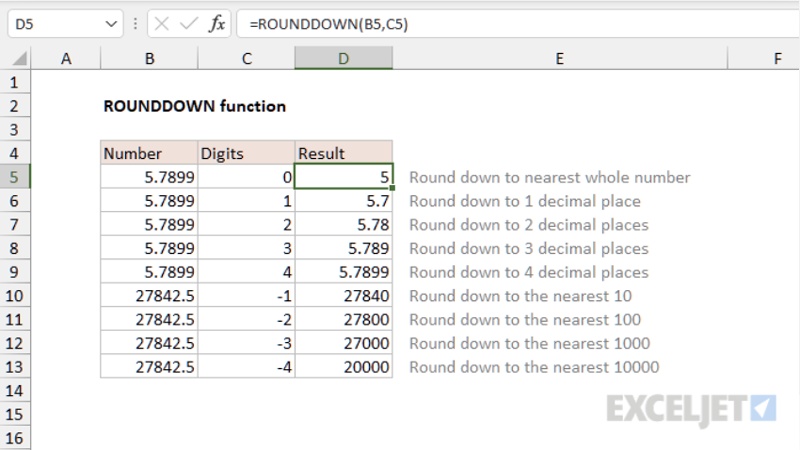 D5 fx =ROUNDDOWN(B5,C5)
A B C D E F
1
2 ROUNDDOWN function
3
4 Number Digits Result
5 5.7899 0 5 Round down to nearest whole number
6 5.7899 1 5.7 Round down to 1 decimal place
7 5.7899 2 5.78 Round down to 2 decimal places
8 5.7899 3 5.789 Round down to 3 decimal places
9 5.7899 4 5.7899 Round down to 4 decimal places
10 27842.5 -1 27840 Round down to the nearest 10
11 27842.5 -2 27800 Round down to the nearest 100
12 27842.5 -3 27000 Round down to the nearest 1000
13 27842.5 -4 20000 Round down to the nearest 10000
14
15 EXCELJET
16